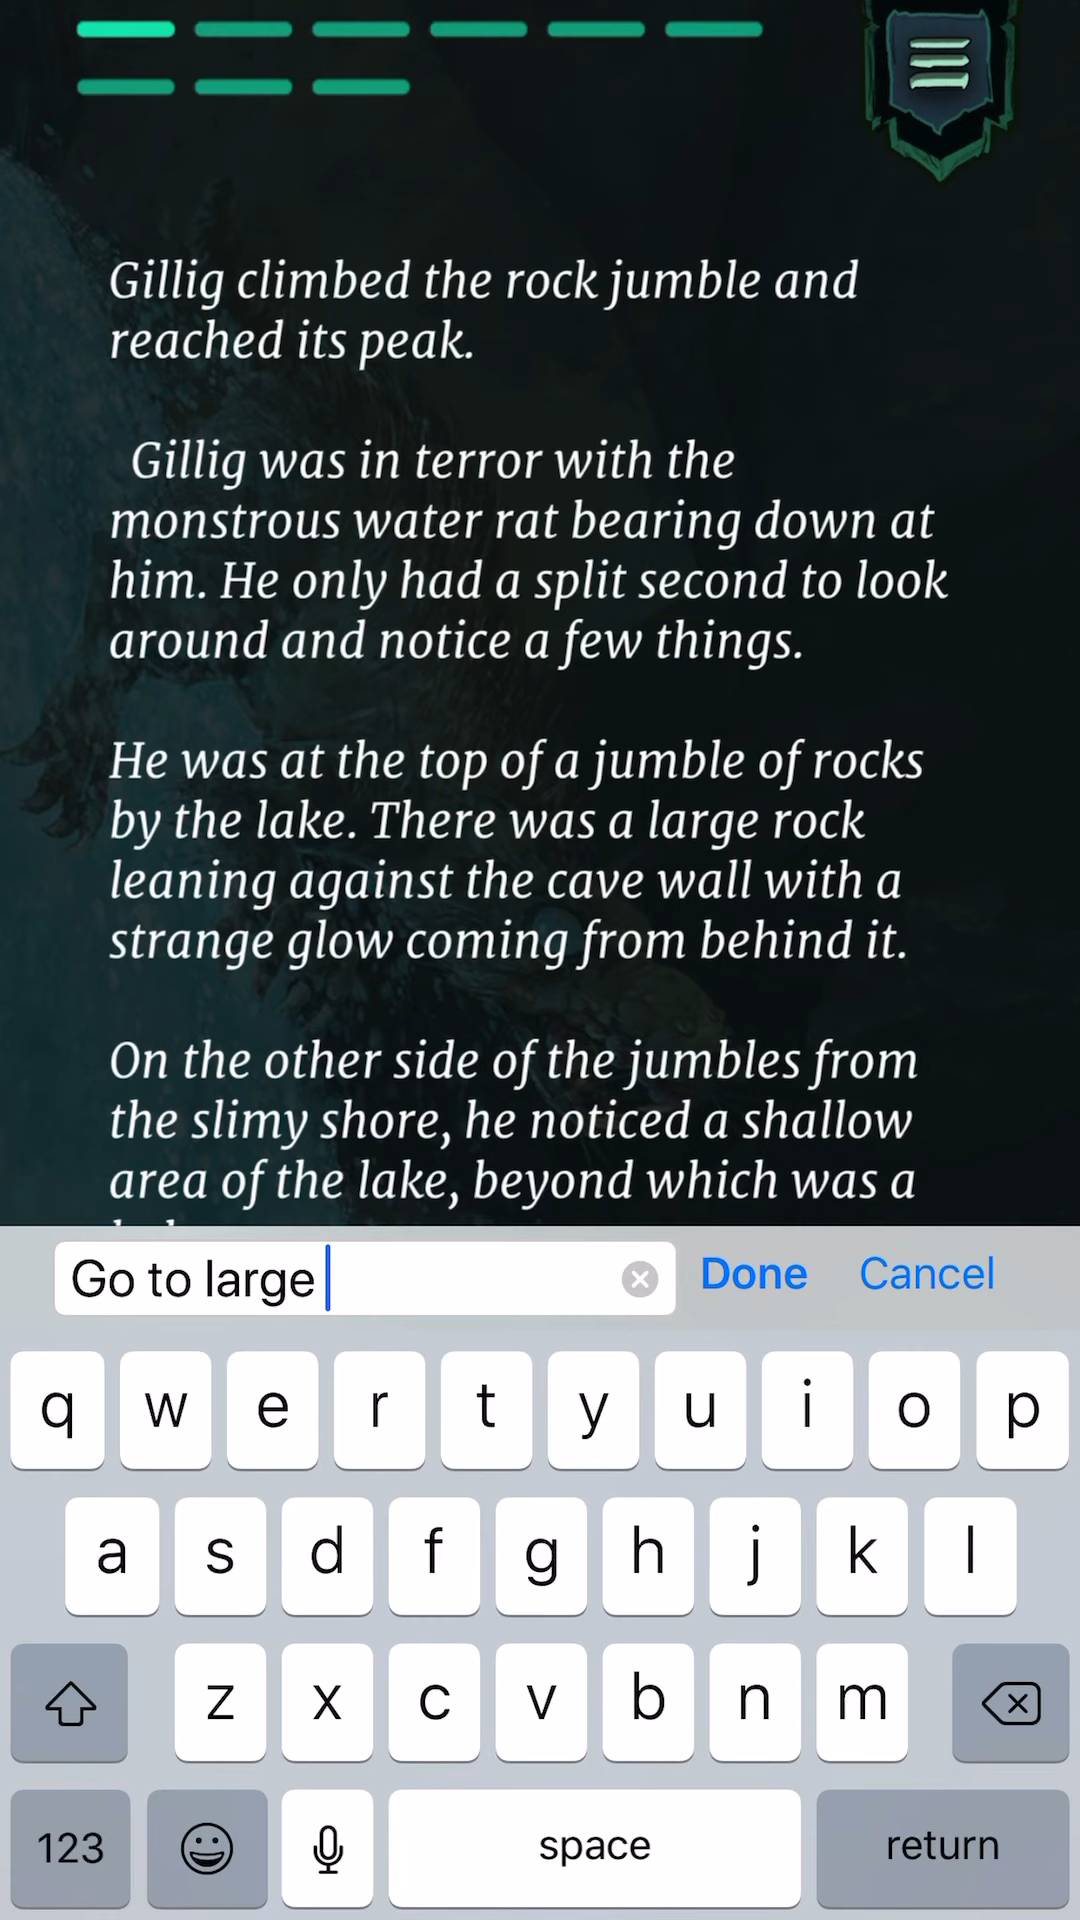 Gillig climbed the rock jumble and
reached its peak.
Gillig was in terror with the
monstrous water rat bearing down at
him. He only had a split second to look
around and notice a few things.
He was at the top of a jumble of rocks
by the lake. There was a large rock
leaning against the cave wall with a
strange glow coming from behind it.
On the other side of the jumbles from
the slimy shore, he noticed a shallow
area of the lake, beyond which was a
Go to large
Done
Cancel
q w e r t y u i o p
a s d f g h j k l
z x c v b n m
123 space return